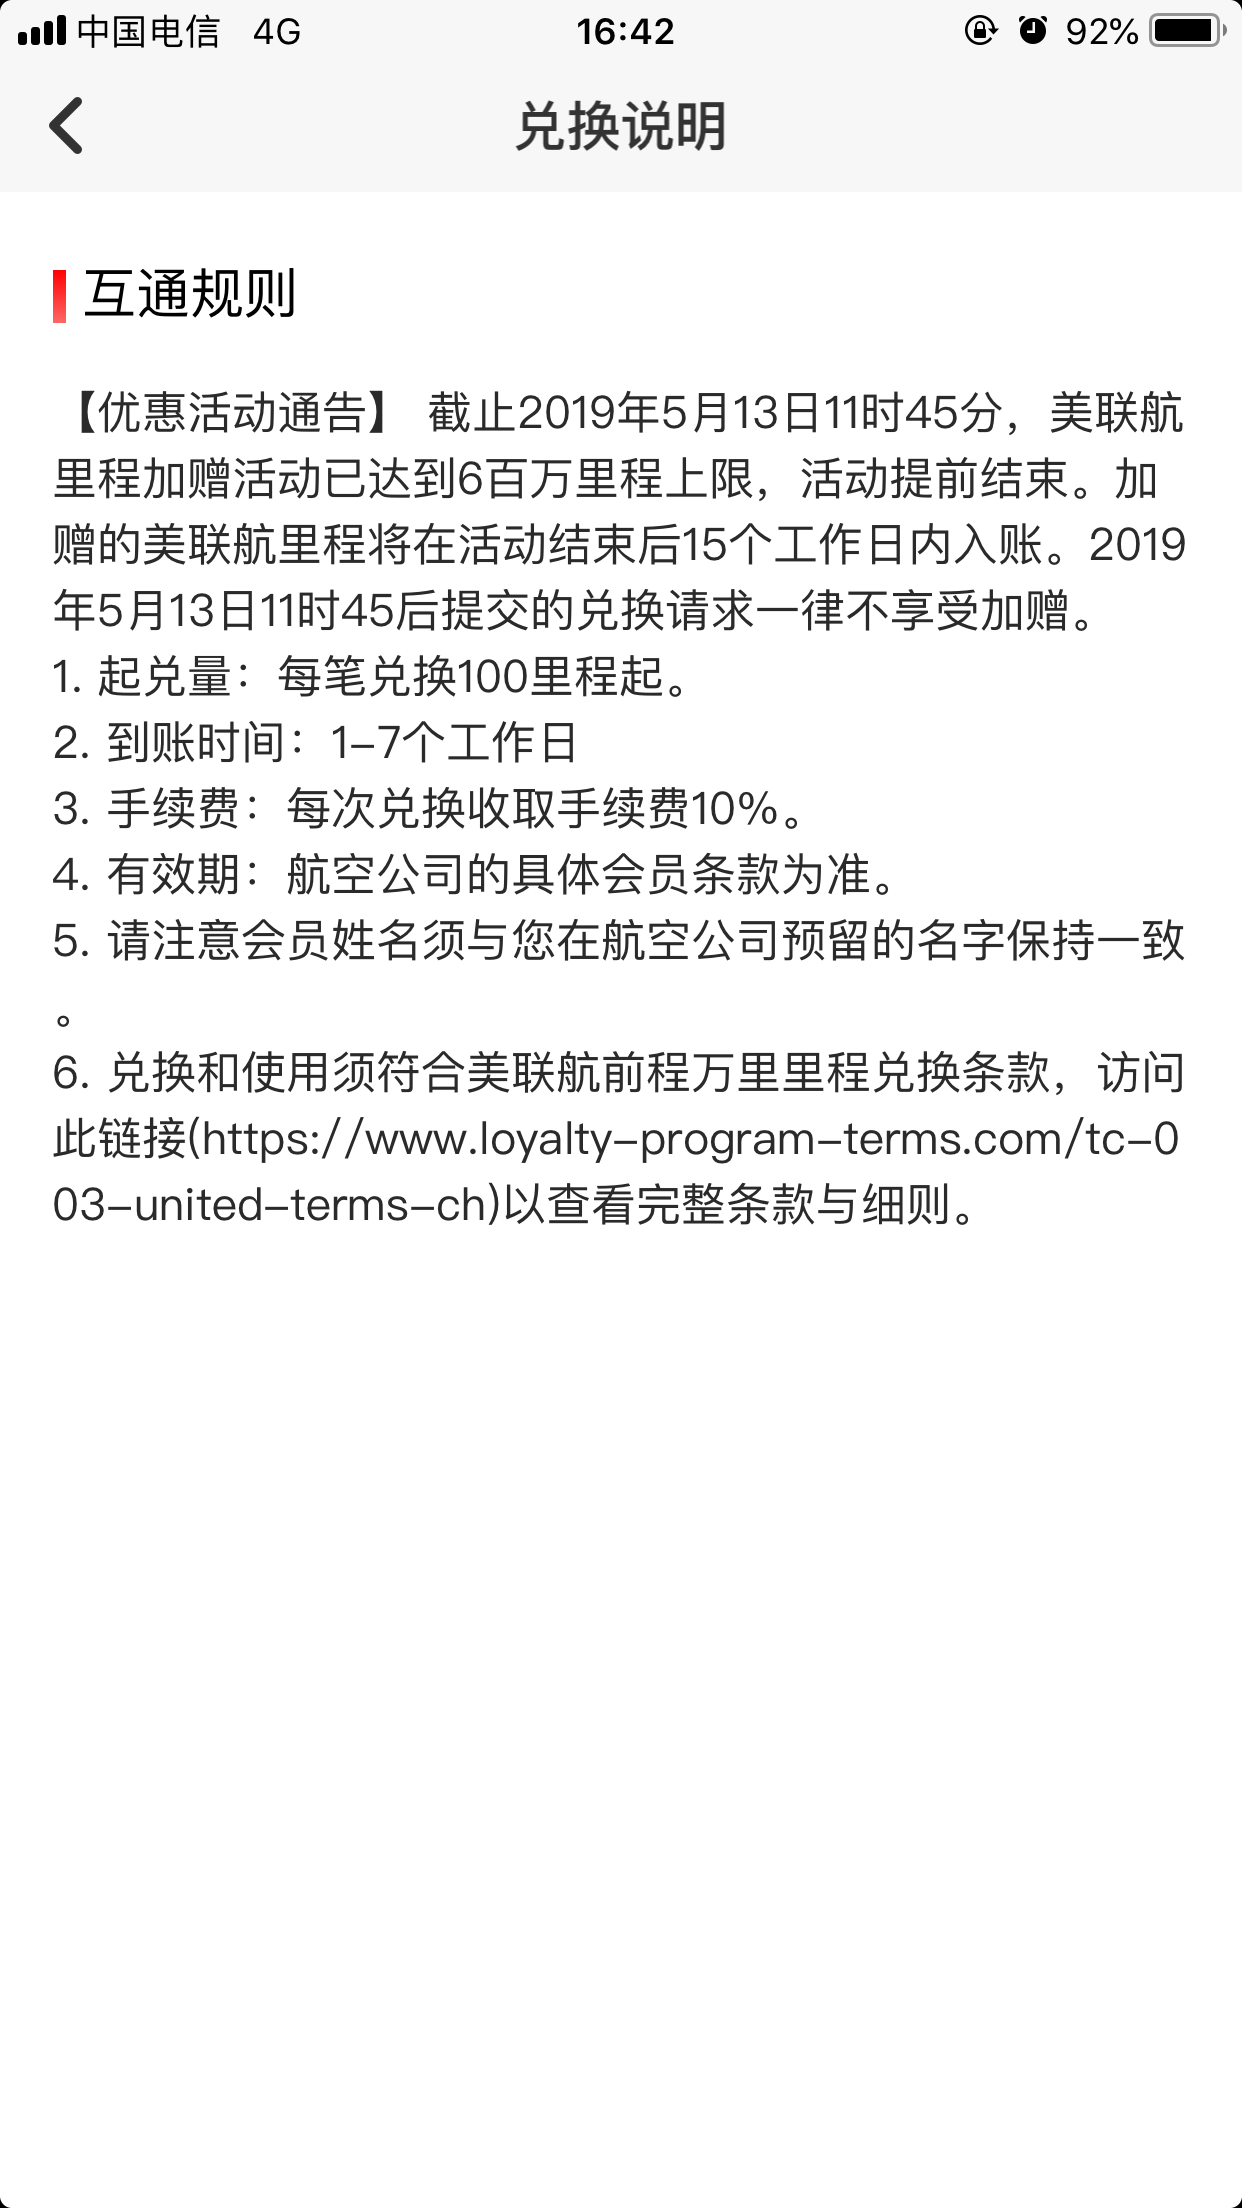 中国电信 4G 16:42 92%
兑换说明
互通规则
【优惠活动通告】 截止2019年5月13日11时45分，美联航
里程加赠活动已达到6百万里程上限，活动提前结束。加
赠的美联航里程将在活动结束后15个工作日内入账。2019
年5月13日11时45后提交的兑换请求一律不享受加赠。
1. 起兑量：每笔兑换100里程起。
2. 到账时间：1-7个工作日
3. 手续费：每次兑换收取手续费10%。
4. 有效期：航空公司的具体会员条款为准。
5. 请注意会员姓名须与您在航空公司预留的名字保持一致
。
6. 兑换和使用须符合美联航前程万里里程兑换条款，访问
此链接(https://www.loyalty-program-terms.com/tc-0
03-united-terms-ch)以查看完整条款与细则。